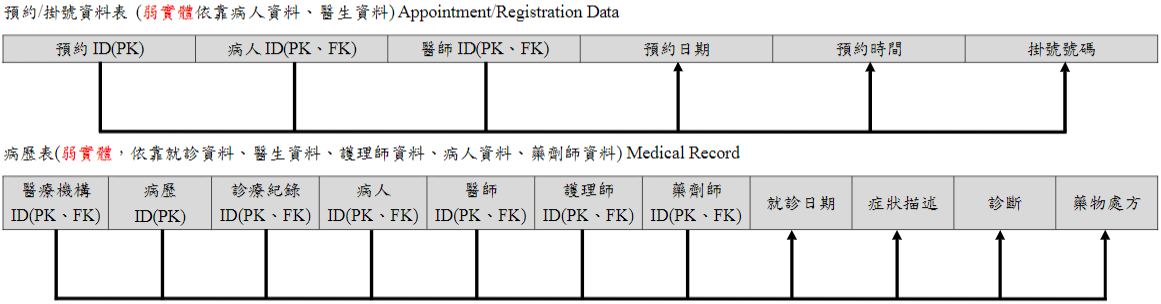 預約/掛號資料表 (弱實體依靠病人資料、醫生資料) Appointment/Registration Data
預約 ID(PK) 病人 ID(PK、FK) 醫師 ID(PK、FK) 預約日期 預約時間 掛號號碼
病歷表(弱實體，依靠就診資料、醫生資料、護理師資料、病人資料、藥劑師資料) Medical Record
醫療機構 病歷 診療紀錄 病人 醫師 護理師 藥劑師 就診日期 症狀描述 診斷 藥物處方
ID(PK、FK) ID(PK) ID(PK、FK) ID(PK、FK) ID(PK、FK) ID(PK、FK) ID(PK、FK)